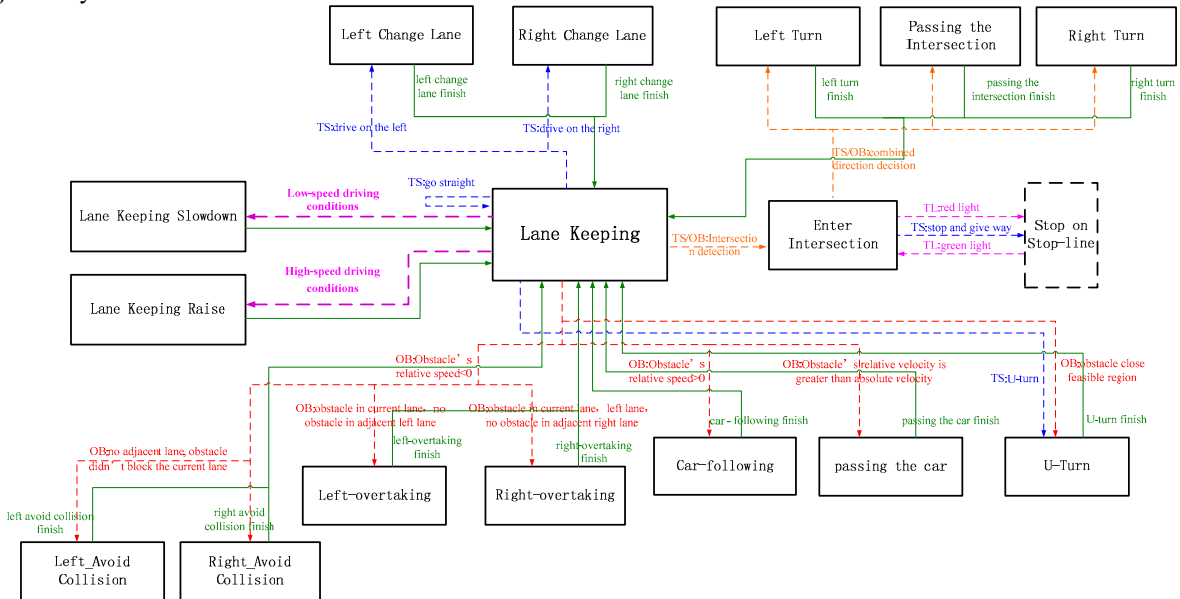 Left Change Lane
Right Change Lane
Left Turn
Passing the
Intersection
Right Turn
left change
lane finish
right change
lane finish
left turn
finish
passing the
intersection finish
right turn
finish
TS:drive on the left
TS:drive on the right
TS/OB:combined
direction decision
TS:go straight
Low-speed driving
conditions
Lane Keeping Slowdown
Lane Keeping
TS/OB:Intersectio
n detection
Enter
Intersection
TL:red light
TS:stop and give way
TL:green light
Stop on
Stop-line
High-speed driving
conditions
Lane Keeping Raise
OB:Obstacle's
relative speed<0
OB:Obstacle's
relative speed>0
OB:Obstacle's relative velocity is
greater than absolute velocity
TS:U-turn
OB:obstacle close
feasible region
OB:obstacle in current lane, no
obstacle in adjacent left lane
OB:obstacle in current lane, left lane,
no obstacle in adjacent right lane
car-following finish
passing the car finish
U-turn finish
left-overtaking
finish
right-overtaking
finish
OB:no adjacent lane, obstacle
didn't block the current lane
Car-following
passing the car
U-Turn
Left-overtaking
Right-overtaking
left avoid collision
finish
right avoid
collision finish
Left_Avoid
Collision
Right_Avoid
Collision